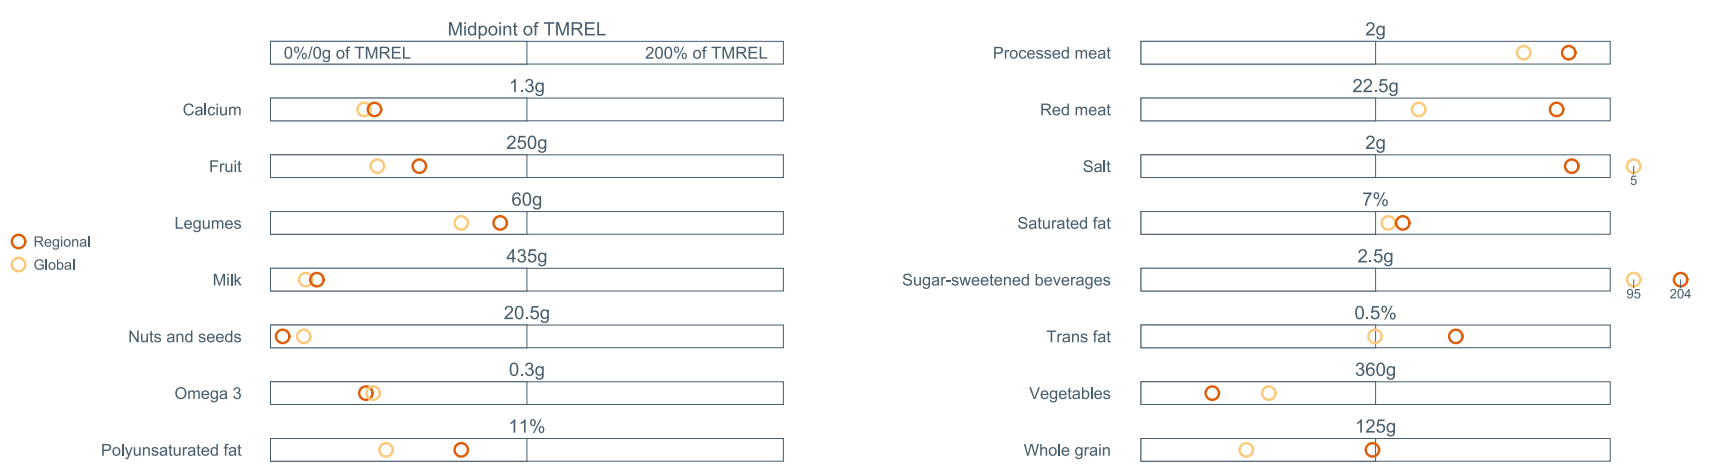 Midpoint of TMREL
0%/0g of TMREL 200% of TMREL
1.3g
Calcium
250g
Fruit
60g
Legumes
Regional
Global
435g
Milk
20.5g
Nuts and seeds
0.3g
Omega 3
11%
Polyunsaturated fat
2g
Processed meat
22.5g
Red meat
2g
Salt
5
7%
Saturated fat
2.5g
Sugar-sweetened beverages
95 204
0.5%
Trans fat
360g
Vegetables
125g
Whole grain